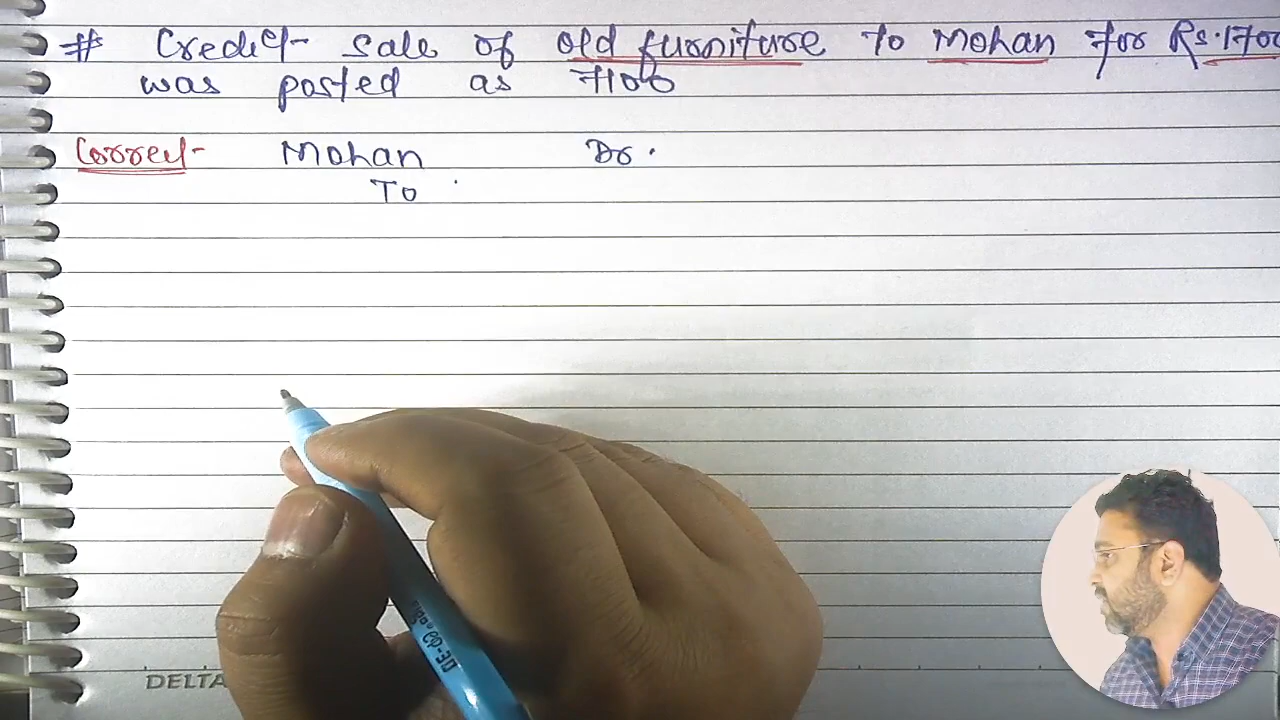 # Credit sale of old furniture to Mohan for Rs. 1700
was posted as 7100
Correct Mohan Dr.
To
DELTA